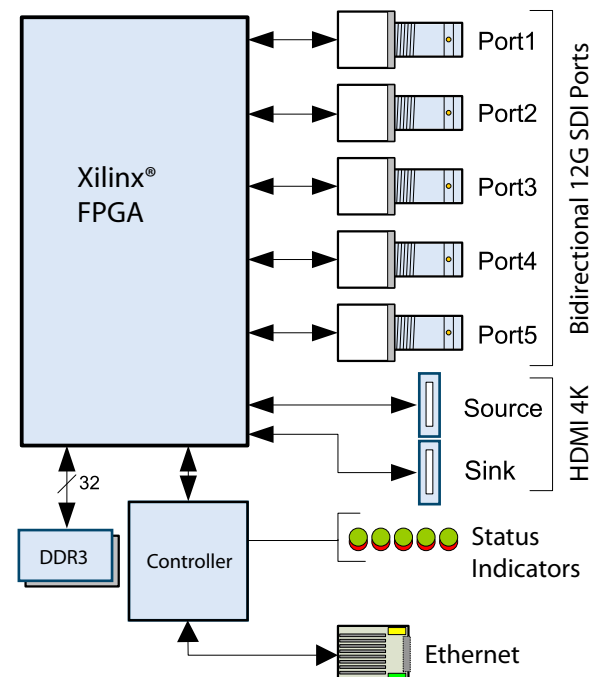 Xilinx®
FPGA
Port1
Port2
Port3
Port4
Port5
Bidirectional 12G SDI Ports
Source
Sink
HDMI 4K
32
DDR3
Controller
Status
Indicators
Ethernet